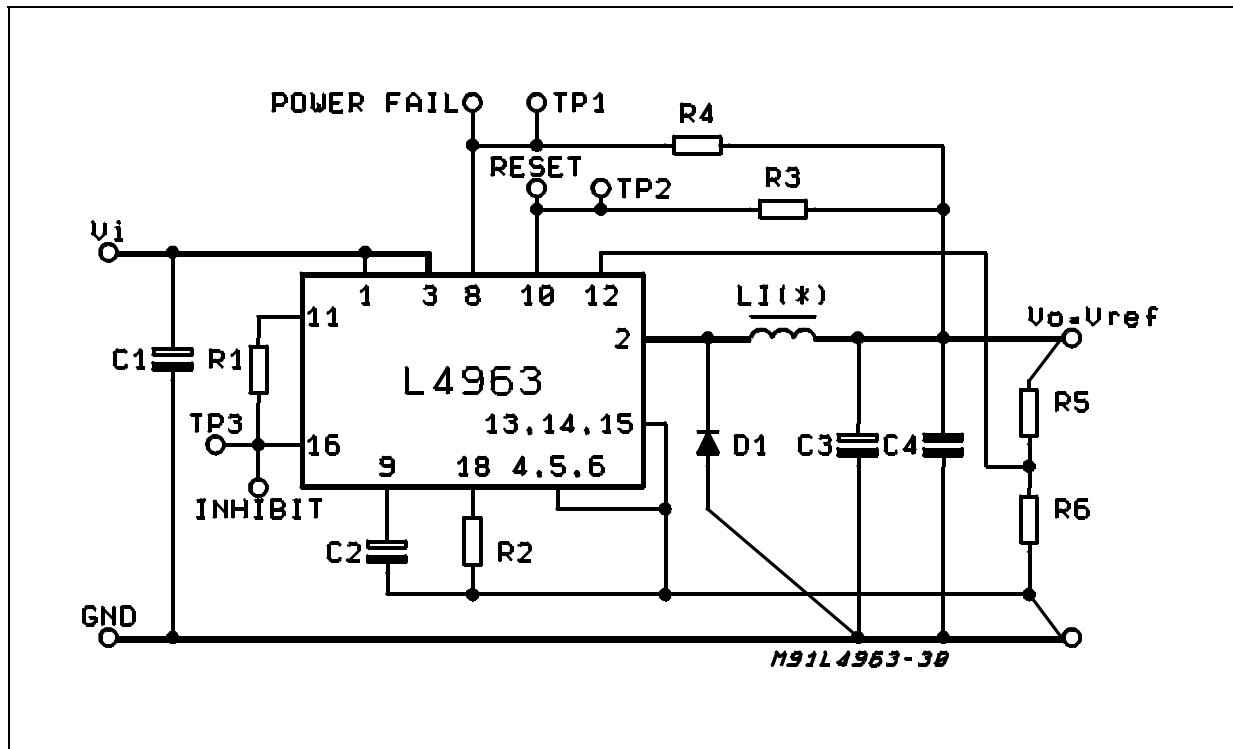 POWER FAIL
TP1
R4
RESET
TP2
R3
Vi
1
3
8
10
12
LI(*)
Vo=Vref
11
2
C1
R1
L4963
R5
TP3
13.14.15
16
D1
C3
C4
9
18
4.5.6
INHIBIT
R6
C2
R2
GND
M91L4963-30